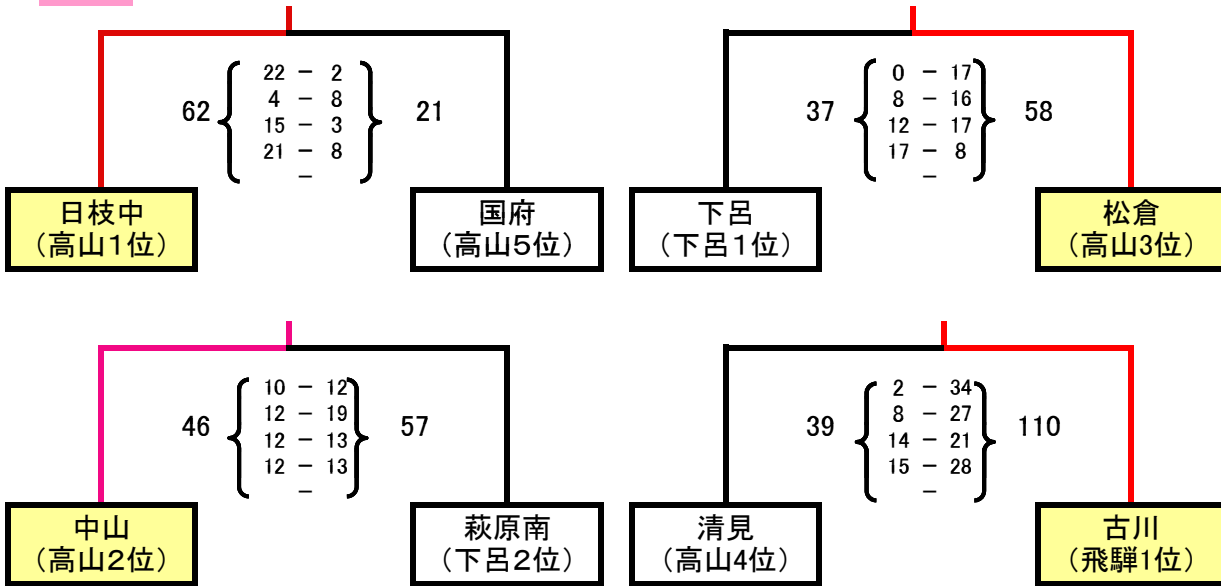 62
22 － 2
4 － 8
15 － 3
21 － 8
－
21
日枝中
（高山１位）
国府
（高山５位）
37
0 － 17
8 － 16
12 － 17
17 － 8
－
58
下呂
（下呂１位）
松倉
（高山３位）
46
10 － 12
12 － 19
12 － 13
12 － 13
－
57
中山
（高山２位）
萩原南
（下呂２位）
39
2 － 34
8 － 27
14 － 21
15 － 28
－
110
清見
（高山４位）
古川
（飛騨１位）